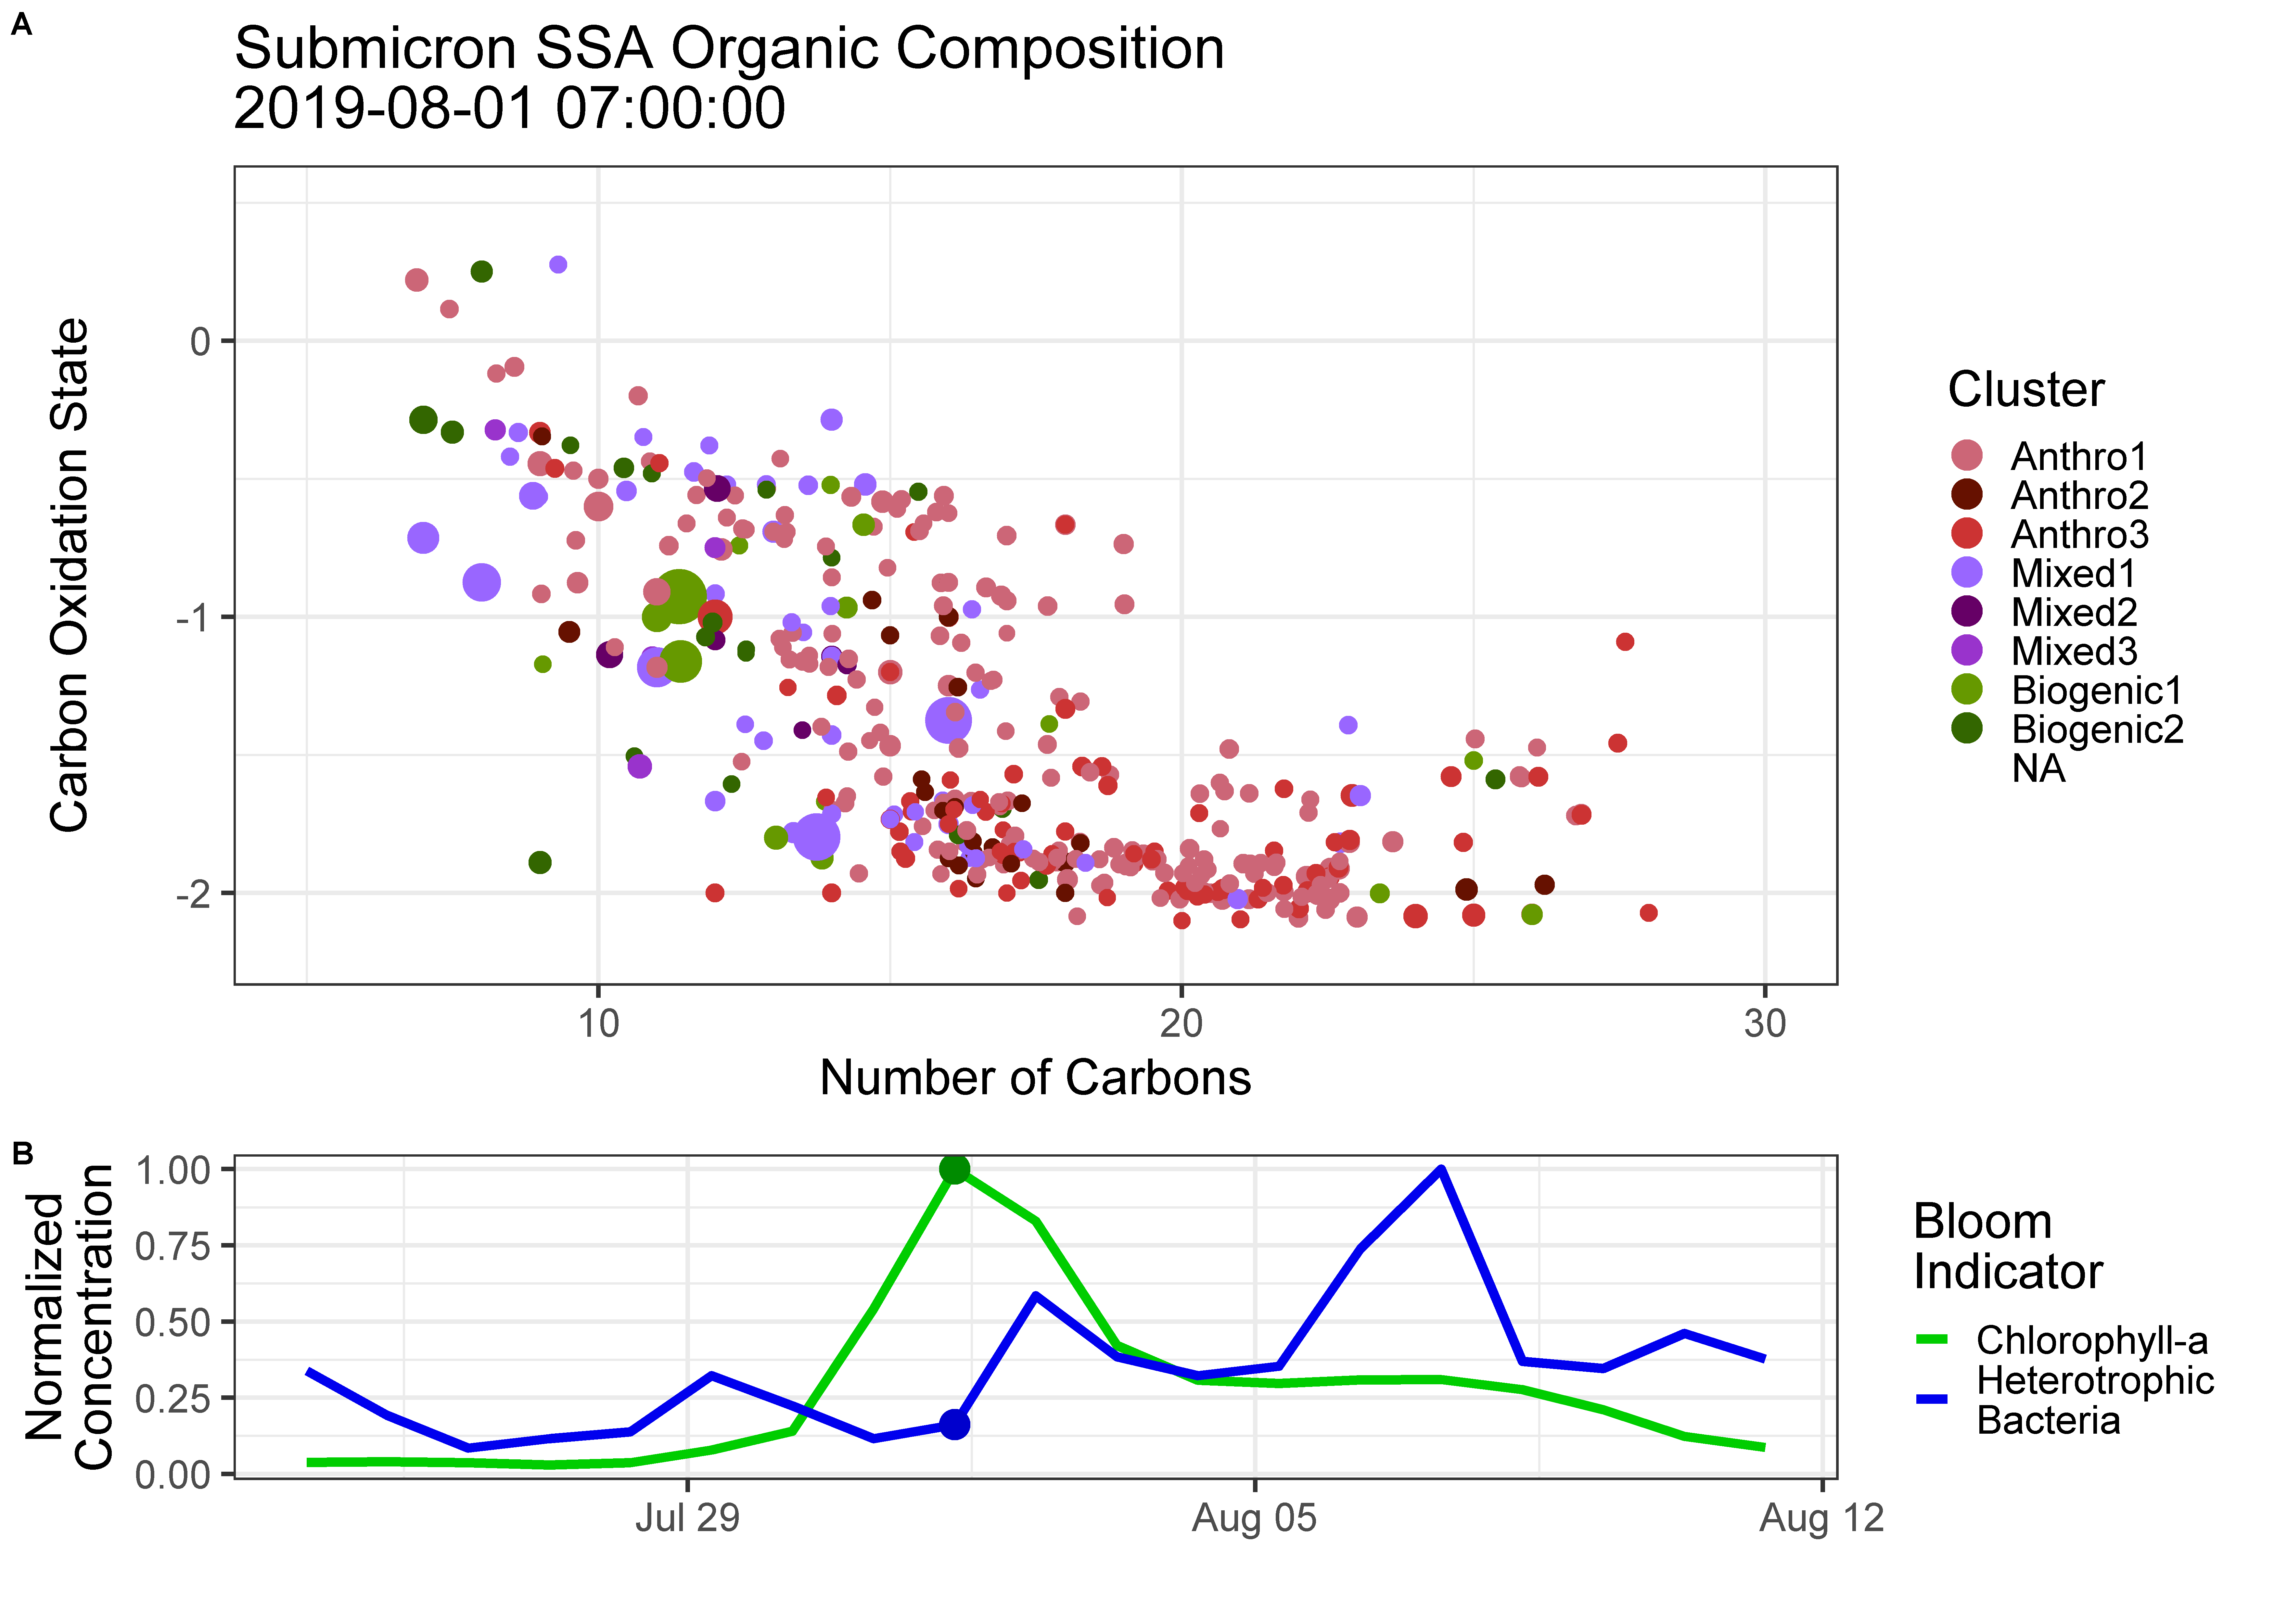 A
Submicron SSA Organic Composition
2019-08-01 07:00:00
Carbon Oxidation State
0
-1
-2
10
20
30
Number of Carbons
Cluster
Anthro1
Anthro2
Anthro3
Mixed1
Mixed2
Mixed3
Biogenic1
Biogenic2
NA
B
Normalized
Concentration
1.00
0.75
0.50
0.25
0.00
Jul 29
Aug 05
Aug 12
Bloom
Indicator
Chlorophyll-a
Heterotrophic
Bacteria